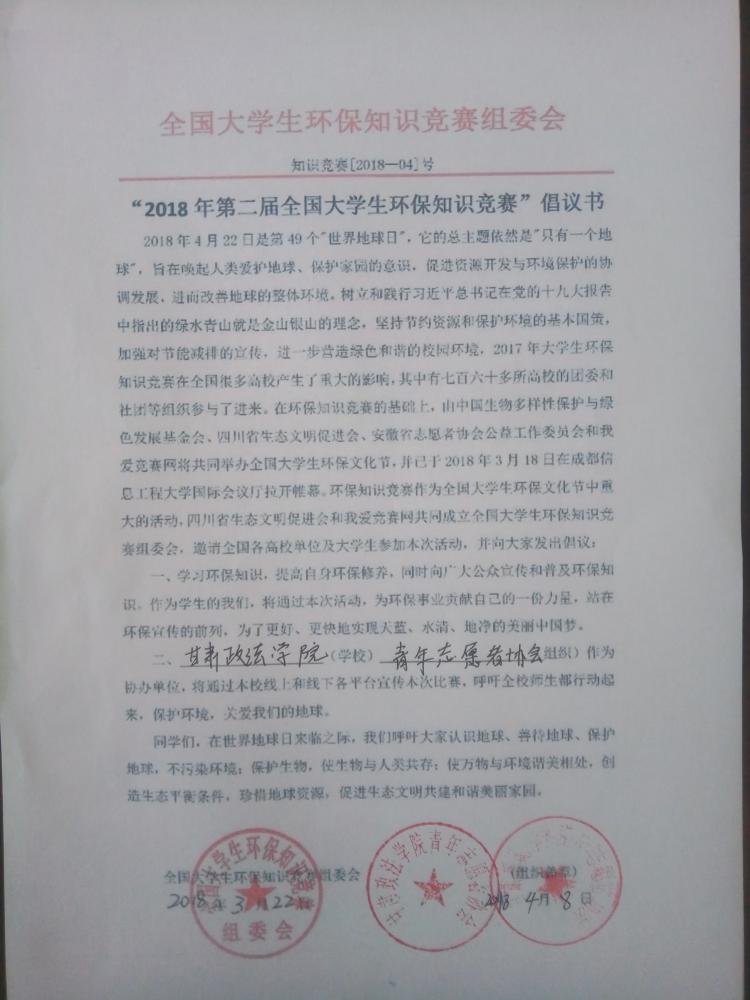 全国大学生环保知识竞赛组委会
知识竞赛[2018—04]号
“2018年第二届全国大学生环保知识竞赛”倡议书
2018年4月22日是第49个"世界地球日"，它的总主题依然是"只有一个地
球"，旨在唤起人类爱护地球、保护家园的意识，促进资源开发与环境保护的协
调发展，进而改善地球的整体环境。树立和践行习近平总书记在党的十九大报告
中指出的绿水青山就是金山银山的理念，坚持节约资源和保护环境的基本国策，
加强对节能减排的宣传，进一步营造绿色和谐的校园环境，2017年大学生环保
知识竞赛在全国很多高校产生了重大的影响，其中有七百六十多所高校的团委和
社团等组织参与了进来。在环保知识竞赛的基础上，由中国生物多样性保护与绿
色发展基金会、四川省生态文明促进会、安徽省志愿者协会公益工作委员会和我
爱竞赛网将共同举办全国大学生环保文化节，并已于2018年3月18日在成都信
息工程大学国际会议厅拉开帷幕。环保知识竞赛作为全国大学生环保文化节中重
大的活动，四川省生态文明促进会和我爱竞赛网共同成立全国大学生环保知识竞
赛组委会，邀请全国各高校单位及大学生参加本次活动，并向大家发出倡议：
一、学习环保知识，提高自身环保修养，同时向广大公众宣传和普及环保知
识。作为学生的我们，将通过本次活动，为环保事业贡献自己的一份力量，站在
环保宣传的前列，为了更好、更快地实现天蓝、水清、地净的美丽中国梦。
二、甘肃政法学院（学校）青年志愿者协会组织）作为
协办单位，将通过本校线上和线下各平台宣传本次比赛，呼吁全校师生都行动起
来，保护环境，关爱我们的地球。
同学们，在世界地球日来临之际，我们呼吁大家认识地球、善待地球、保护
地球，不污染环境；保护生物，使生物与人类共存；使万物与环境谐美相处，创
造生态平衡条件，珍惜地球资源，促进生态文明共建和谐美丽家园。
全国大学生环保知识竞赛组委会
（组织盖章）
2018年3月22日
2018 4月8日
全国大学生环保知识竞赛
组委会
甘肃政法学院青年志愿者协会